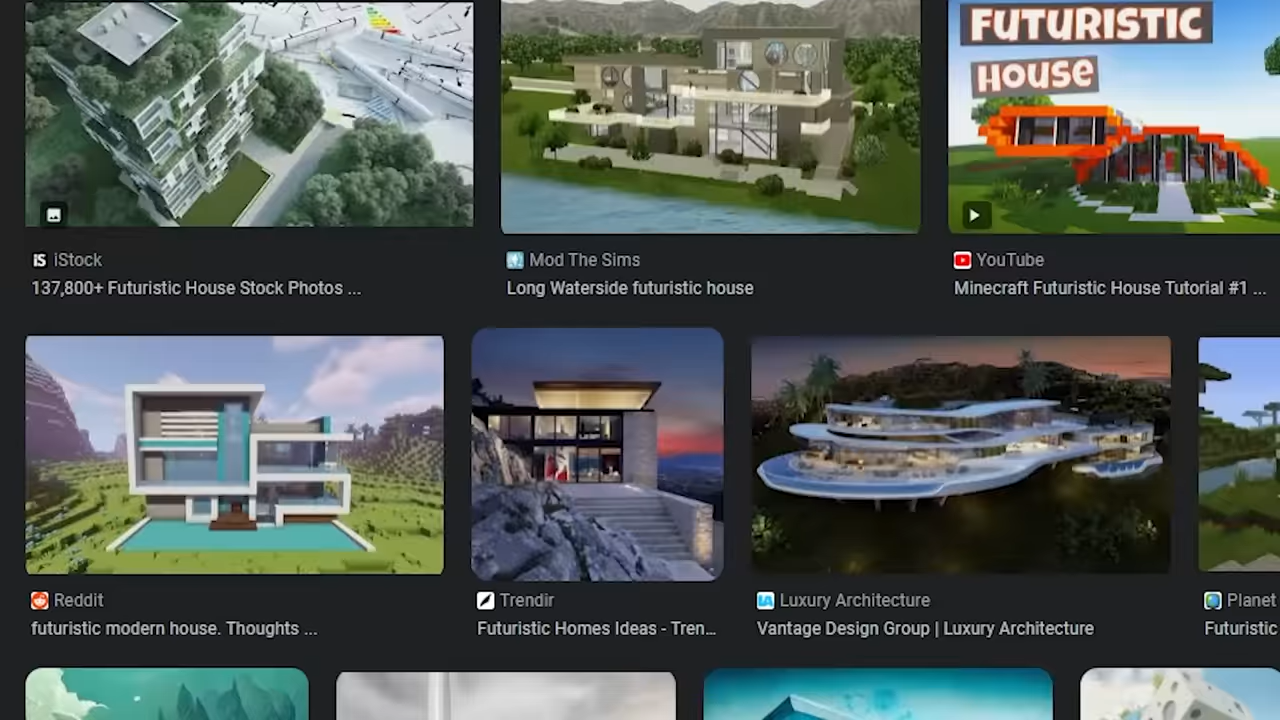 FUTURISTIC
HOUSE
iS iStock
137,800+ Futuristic House Stock Photos ...
Mod The Sims
Long Waterside futuristic house
YouTube
Minecraft Futuristic House Tutorial #1 ...
Reddit
futuristic modern house. Thoughts ...
Trendir
Futuristic Homes Ideas - Tren...
LA Luxury Architecture
Vantage Design Group | Luxury Architecture
Planet
Futuristic